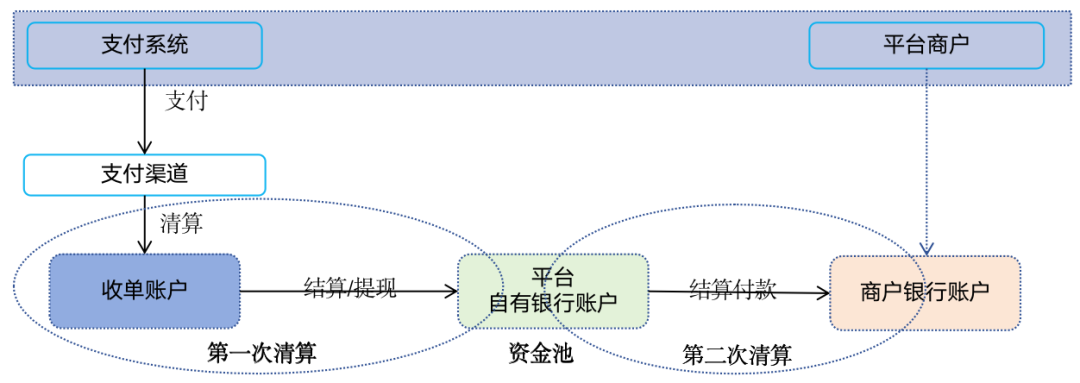 支付系统
平台商户
支付
支付渠道
清算
收单账户
结算/提现
平台
自有银行账户
结算付款
商户银行账户
第一次清算
资金池
第二次清算